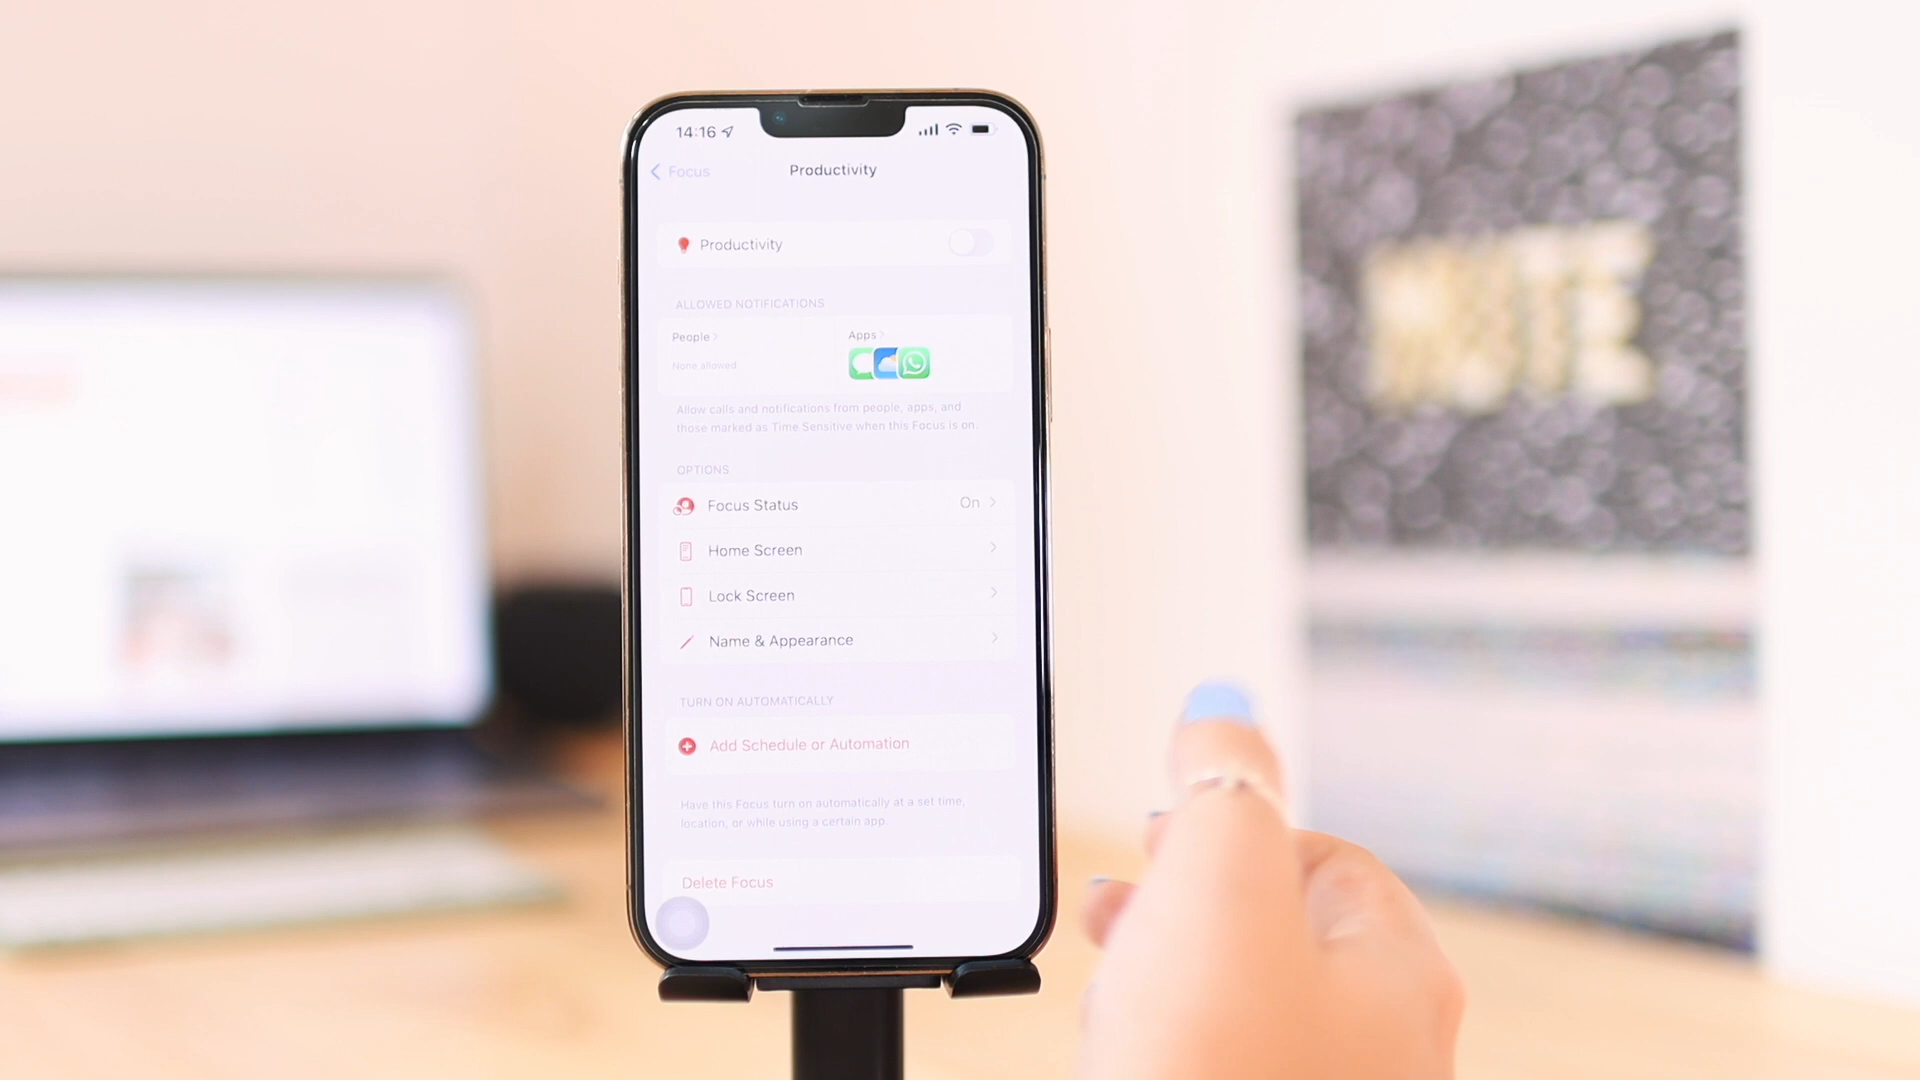 14:16
Focus
Productivity
Productivity
ALLOWED NOTIFICATIONS
People
Apps
None allowed
Allow calls and notifications from people, apps, and
those marked as Time Sensitive when this Focus is on.
OPTIONS
Focus Status
On
Home Screen
Lock Screen
Name & Appearance
TURN ON AUTOMATICALLY
Add Schedule or Automation
Have this Focus turn on automatically at a set time,
location, or while using a certain app.
Delete Focus